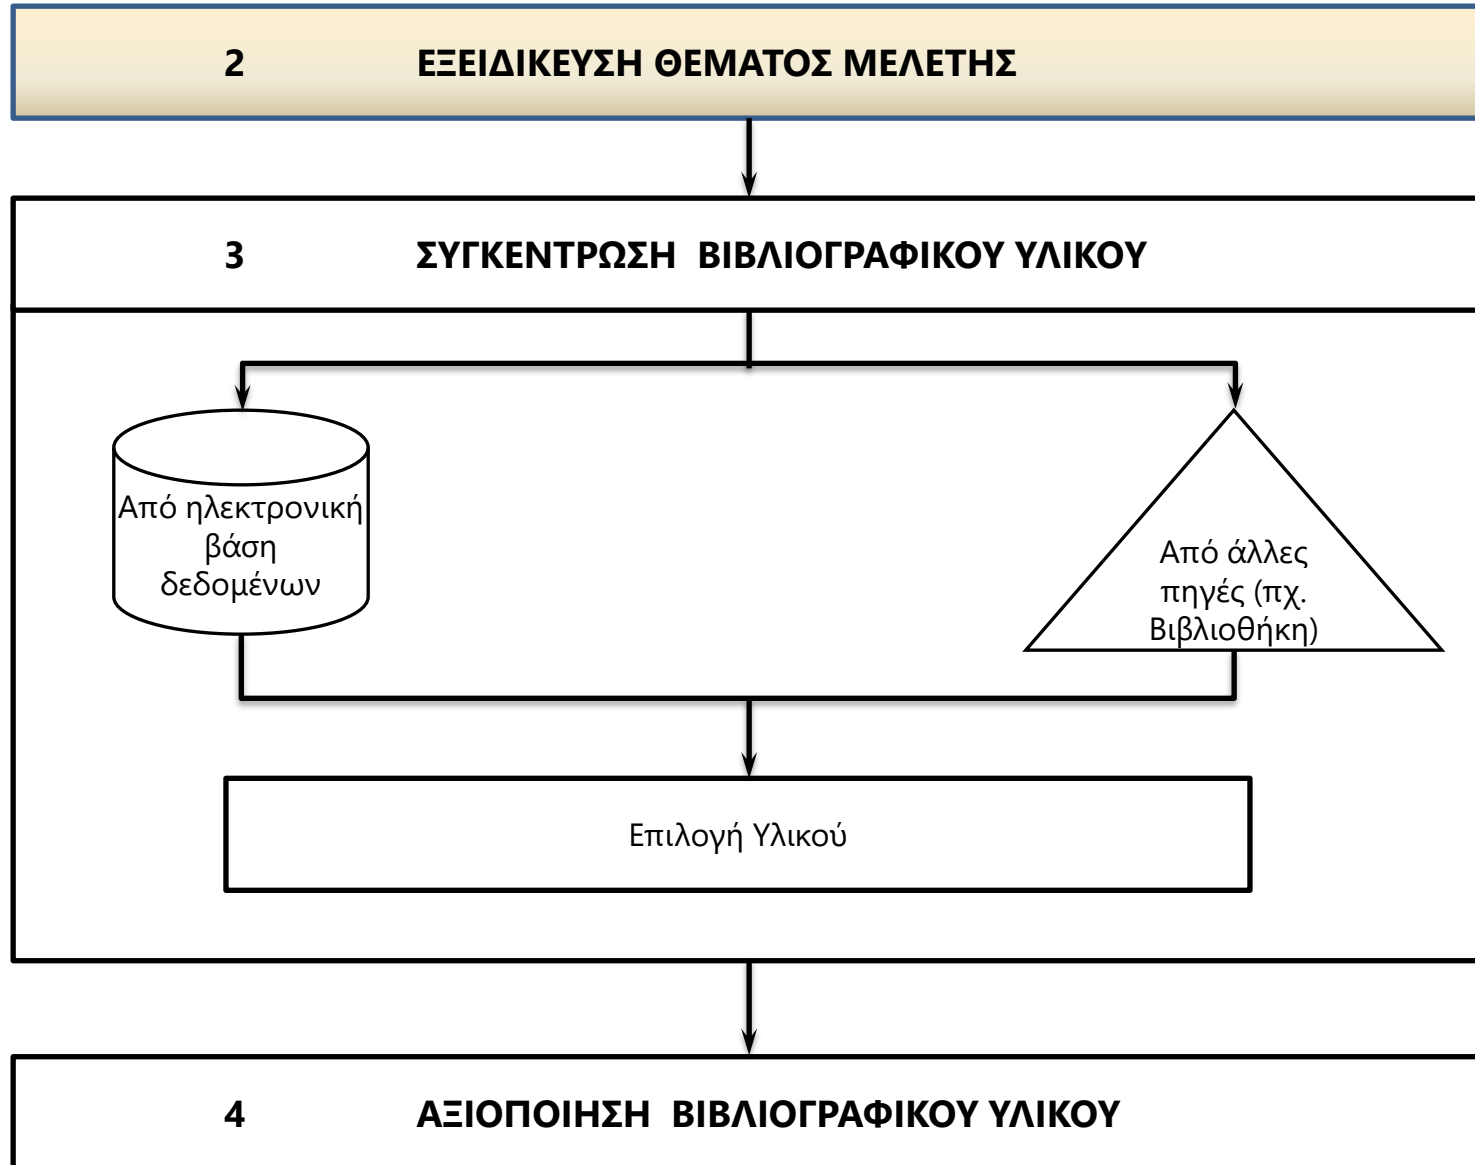 2 ΕΞΕΙΔΙΚΕΥΣΗ ΘΕΜΑΤΟΣ ΜΕΛΕΤΗΣ
3 ΣΥΓΚΕΝΤΡΩΣΗ ΒΙΒΛΙΟΓΡΑΦΙΚΟΥ ΥΛΙΚΟΥ
Από ηλεκτρονική
βάση
δεδομένων
Από άλλες
πηγές (πχ.
Βιβλιοθήκη)
Επιλογή Υλικού
4 ΑΞΙΟΠΟΙΗΣΗ ΒΙΒΛΙΟΓΡΑΦΙΚΟΥ ΥΛΙΚΟΥ